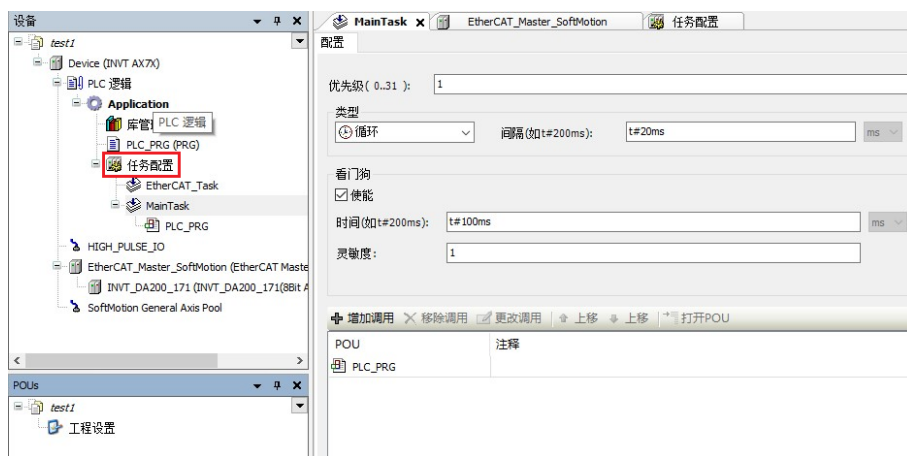 设备
test1
Device (INVT AX7X)
PLC 逻辑
Application
库管
PLC 逻辑
PLC_PRG (PRG)
任务配置
EtherCAT_Task
MainTask
PLC_PRG
HIGH_PULSE_IO
EtherCAT_Master_SoftMotion (EtherCAT Maste
INVT_DA200_171 (INVT_DA200_171(8Bit A
SoftMotion General Axis Pool
POUs
test1
工程设置
MainTask EtherCAT_Master_SoftMotion 任务配置
配置
优先级( 0..31 ): 1
类型
循环 间隔(如t#200ms): t#20ms ms
看门狗
使能
时间(如t#200ms): t#100ms ms
灵敏度: 1
增加调用 移除调用 更改调用 上移 上移 打开POU
POU 注释
PLC_PRG